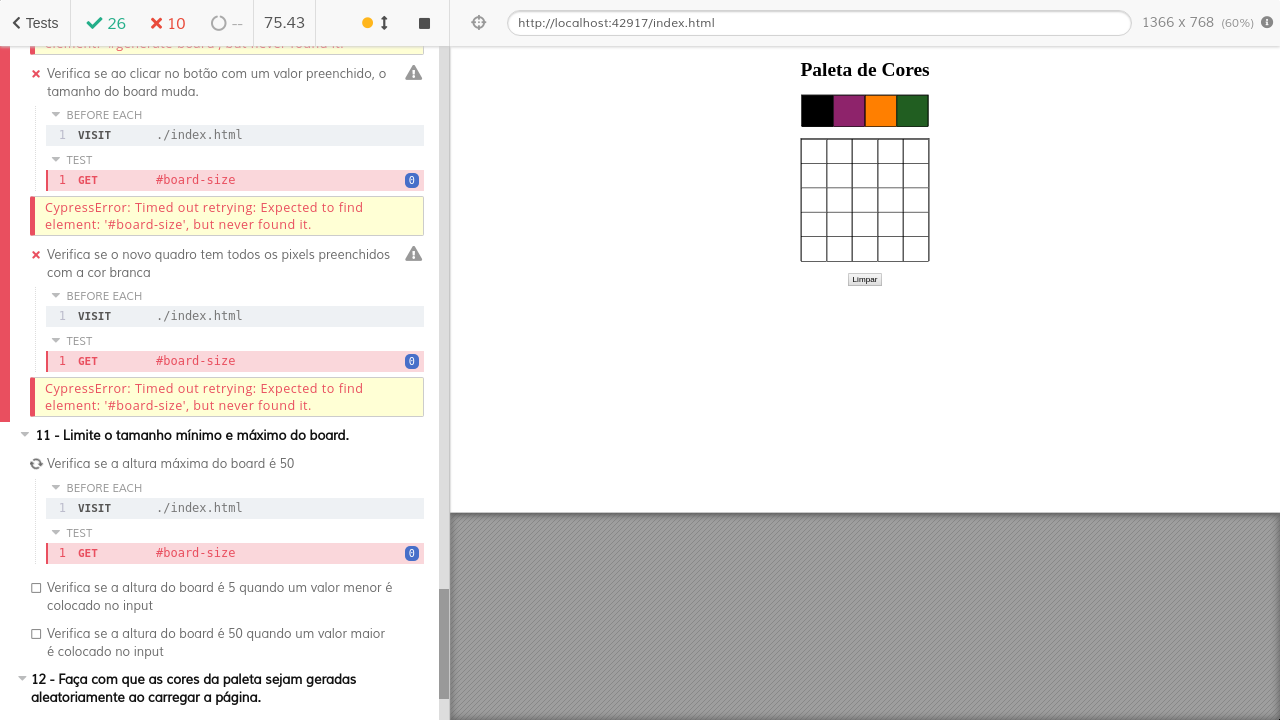 Tests
26
10
--
75.43
http://localhost:42917/index.html
1366 x 768 (60%)
element: '#generate-board', but never found it.
Verifica se ao clicar no botão com um valor preenchido, o
tamanho do board muda.
BEFORE EACH
1 VISIT ./index.html
TEST
1 GET #board-size 0
CypressError: Timed out retrying: Expected to find
element: '#board-size', but never found it.
Verifica se o novo quadro tem todos os pixels preenchidos
com a cor branca
BEFORE EACH
1 VISIT ./index.html
TEST
1 GET #board-size 0
CypressError: Timed out retrying: Expected to find
element: '#board-size', but never found it.
11 - Limite o tamanho mínimo e máximo do board.
Verifica se a altura máxima do board é 50
BEFORE EACH
1 VISIT ./index.html
TEST
1 GET #board-size 0
Verifica se a altura do board é 5 quando um valor menor é
colocado no input
Verifica se a altura do board é 50 quando um valor maior
é colocado no input
12 - Faça com que as cores da paleta sejam geradas
aleatoriamente ao carregar a página.
Paleta de Cores
Limpar